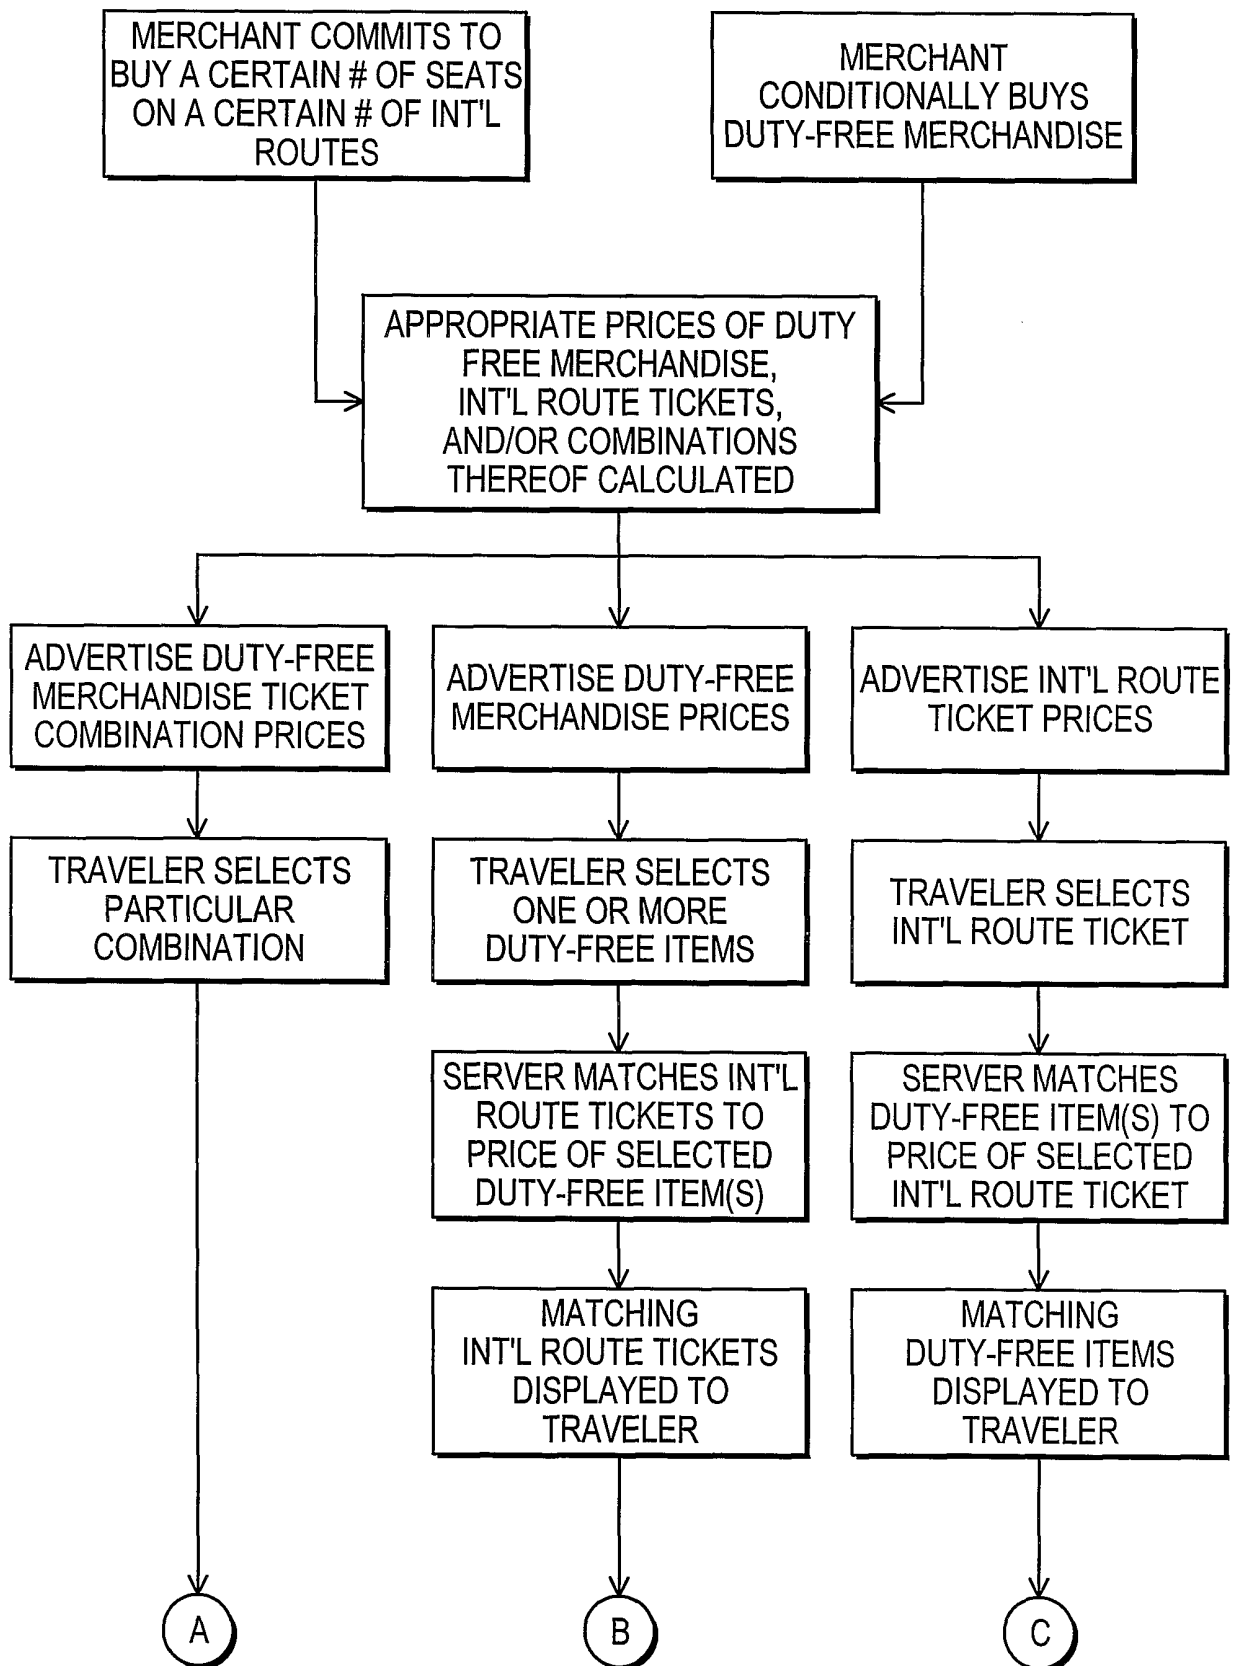 MERCHANT COMMITS TO
BUY A CERTAIN # OF SEATS
ON A CERTAIN # OF INT'L
ROUTES
MERCHANT
CONDITIONALLY BUYS
DUTY-FREE MERCHANDISE
APPROPRIATE PRICES OF DUTY
FREE MERCHANDISE,
INT'L ROUTE TICKETS,
AND/OR COMBINATIONS
THEREOF CALCULATED
ADVERTISE DUTY-FREE
MERCHANDISE TICKET
COMBINATION PRICES
ADVERTISE DUTY-FREE
MERCHANDISE PRICES
ADVERTISE INT'L ROUTE
TICKET PRICES
TRAVELER SELECTS
PARTICULAR
COMBINATION
TRAVELER SELECTS
ONE OR MORE
DUTY-FREE ITEMS
TRAVELER SELECTS
INT'L ROUTE TICKET
SERVER MATCHES INT'L
ROUTE TICKETS TO
PRICE OF SELECTED
DUTY-FREE ITEM(S)
SERVER MATCHES
DUTY-FREE ITEM(S) TO
PRICE OF SELECTED
INT'L ROUTE TICKET
MATCHING
INT'L ROUTE TICKETS
DISPLAYED TO
TRAVELER
MATCHING
DUTY-FREE ITEMS
DISPLAYED TO
TRAVELER
A
B
C